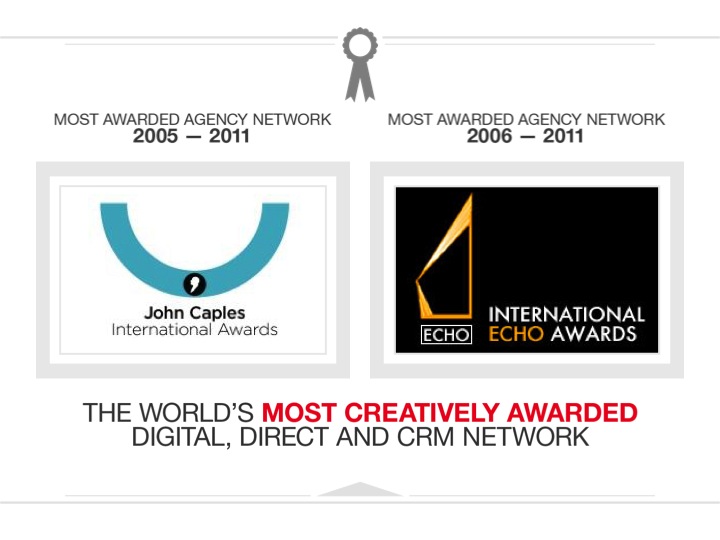 MOST AWARDED AGENCY NETWORK
2005 — 2011
MOST AWARDED AGENCY NETWORK
2006 — 2011
John Caples
International Awards
ECHO
INTERNATIONAL
ECHO AWARDS
THE WORLD’S MOST CREATIVELY AWARDED
DIGITAL, DIRECT AND CRM NETWORK